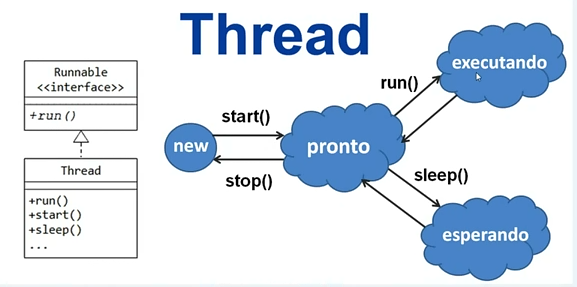 Thread
Runnable
<<interface>>
+run()
Thread
+run()
+start()
+sleep()
...
new
start()
stop()
pronto
run()
executando
sleep()
esperando